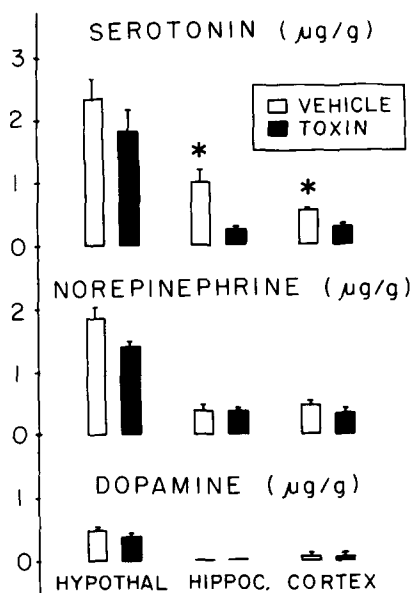 SEROTONIN (µg/g)
3
2
1
0
VEHICLE
TOXIN
*
*
NOREPINEPHRINE (µg/g)
2
1
0
DOPAMINE (µg/g)
1
0
HYPOTHAL HIPPOC, CORTEX